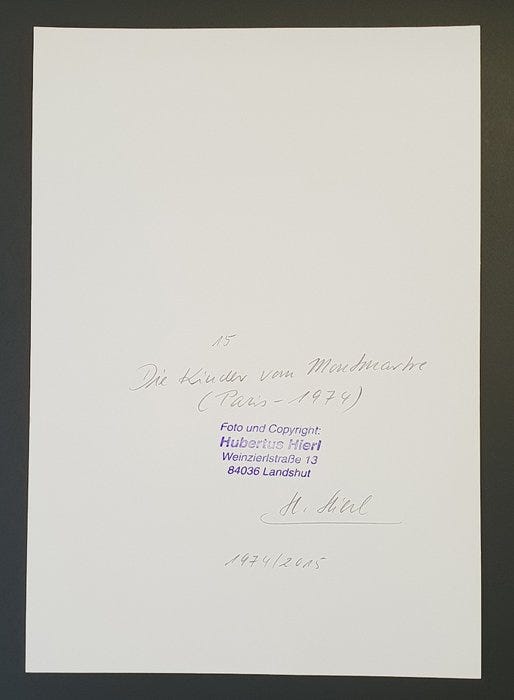 15
Die Kinder vom Montmartre
(Paris - 1974)
Foto und Copyright:
Hubertus Hierl
Weinzierlstraße 13
84036 Landshut
H. Hierl
1974/2015